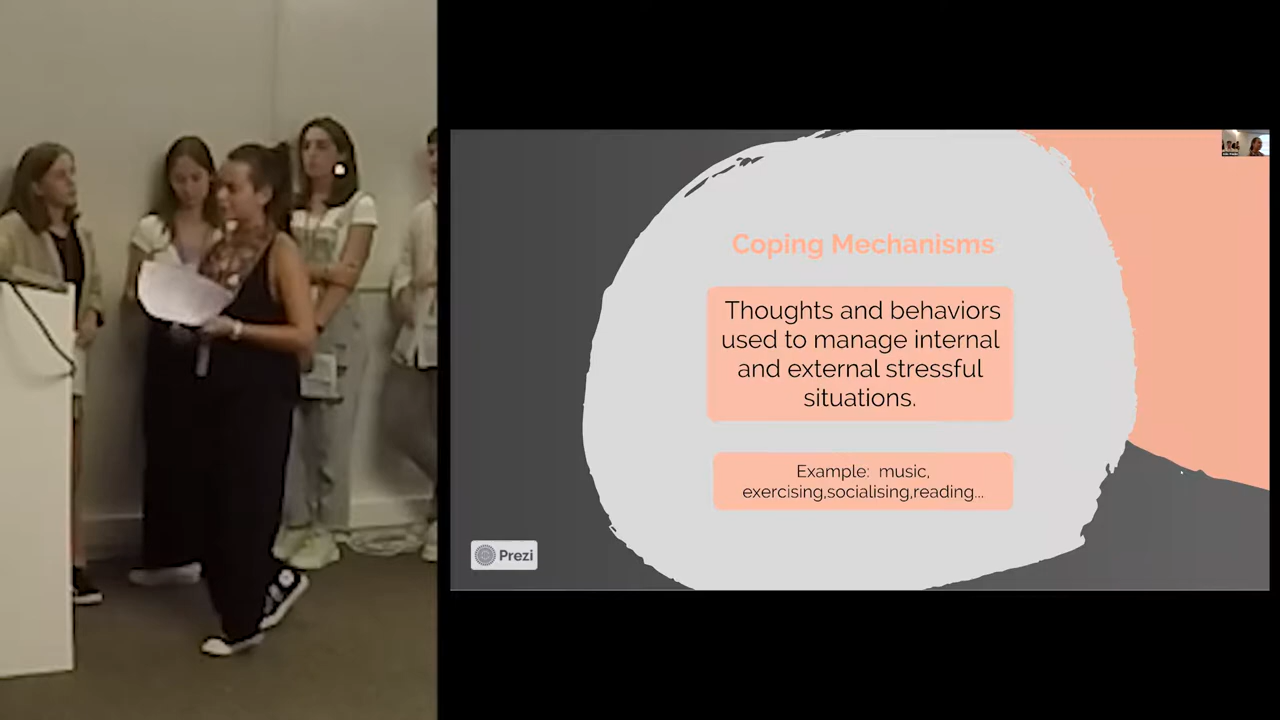 Coping Mechanisms
Thoughts and behaviors
used to manage internal
and external stressful
situations.
Example: music,
exercising,socialising,reading...
Prezi